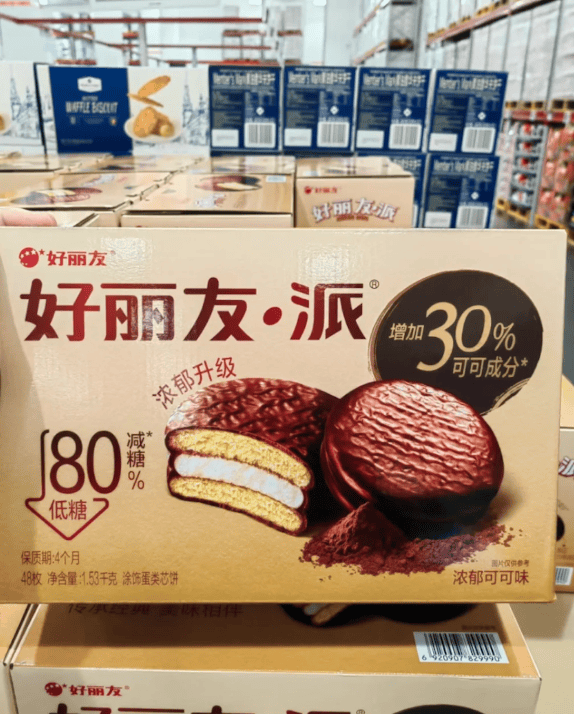 WAFFLE BISCUIT
好丽友
好丽友·派
好丽友
好丽友·派®
增加30%
可可成分*
浓郁升级
减糖*
80%
低糖
保质期:4个月
48枚 净含量:1.53千克 涂饰蛋类芯饼
图片仅供参考
浓郁可可味
6 920907 829990
好丽友